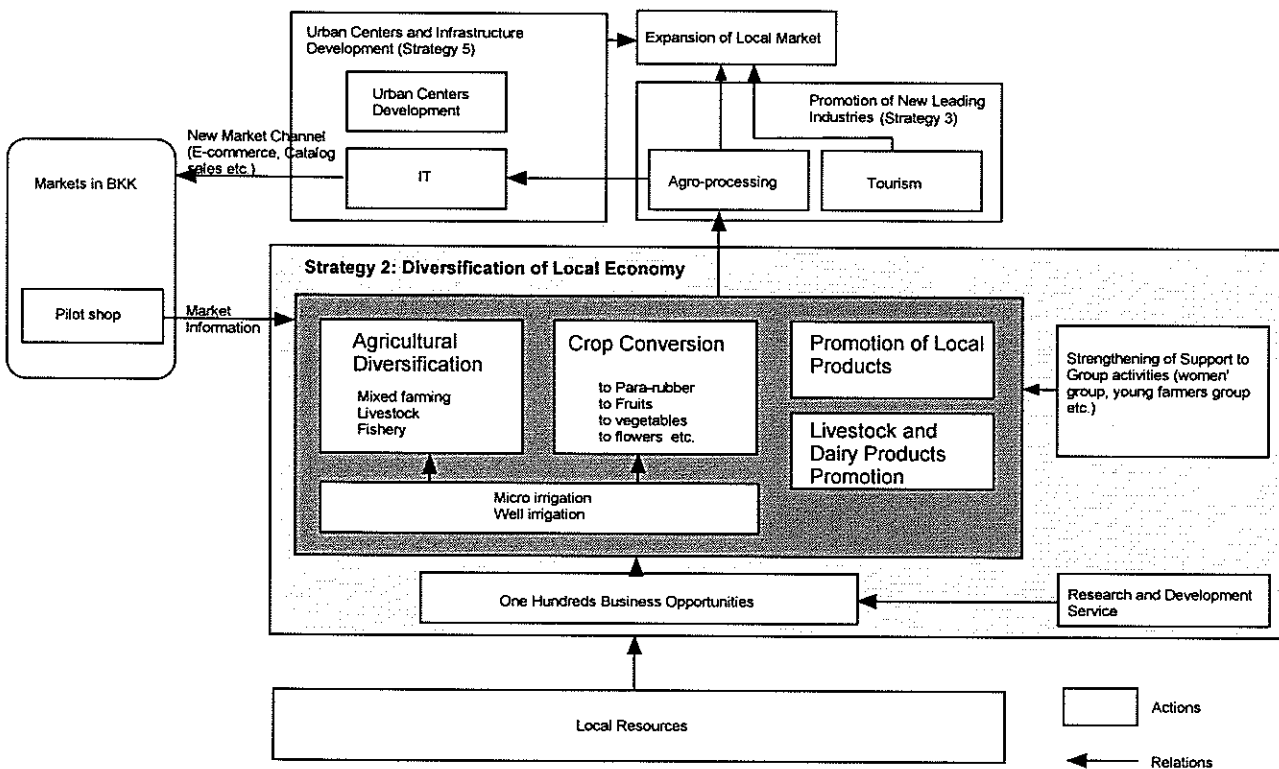 Urban Centers and Infrastructure
Development (Strategy 5)
Urban Centers
Development
IT
Expansion of Local Market
Promotion of New Leading
Industries (Strategy 3)
Agro-processing
Tourism
New Market Channel
(E-commerce, Catalog
sales etc.)
Markets in BKK
Pilot shop
Market
Information
Strategy 2: Diversification of Local Economy
Agricultural
Diversification
Mixed farming
Livestock
Fishery
Crop Conversion
to Para-rubber
to Fruits
to vegetables
to flowers etc.
Promotion of Local
Products
Livestock and
Dairy Products
Promotion
Micro irrigation
Well irrigation
Strengthening of Support to
Group activities (women'
group, young farmers group
etc.)
One Hundreds Business Opportunities
Research and Development
Service
Local Resources
Actions
Relations